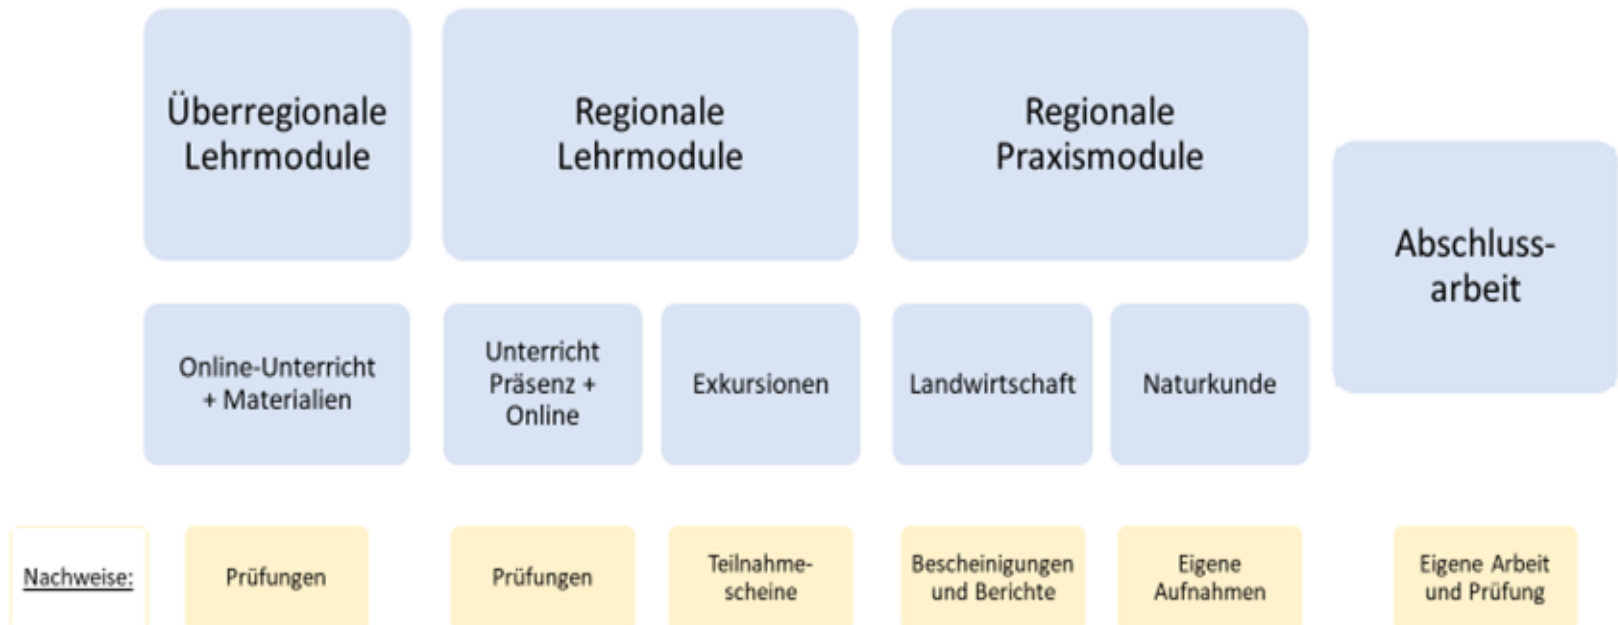 Überregionale
Lehrmodule
Regionale
Lehrmodule
Regionale
Praxismodule
Abschluss-
arbeit
Online-Unterricht
+ Materialien
Unterricht
Präsenz +
Online
Exkursionen
Landwirtschaft
Naturkunde
Nachweise:
Prüfungen
Prüfungen
Teilnahme-
scheine
Bescheinigungen
und Berichte
Eigene
Aufnahmen
Eigene Arbeit
und Prüfung